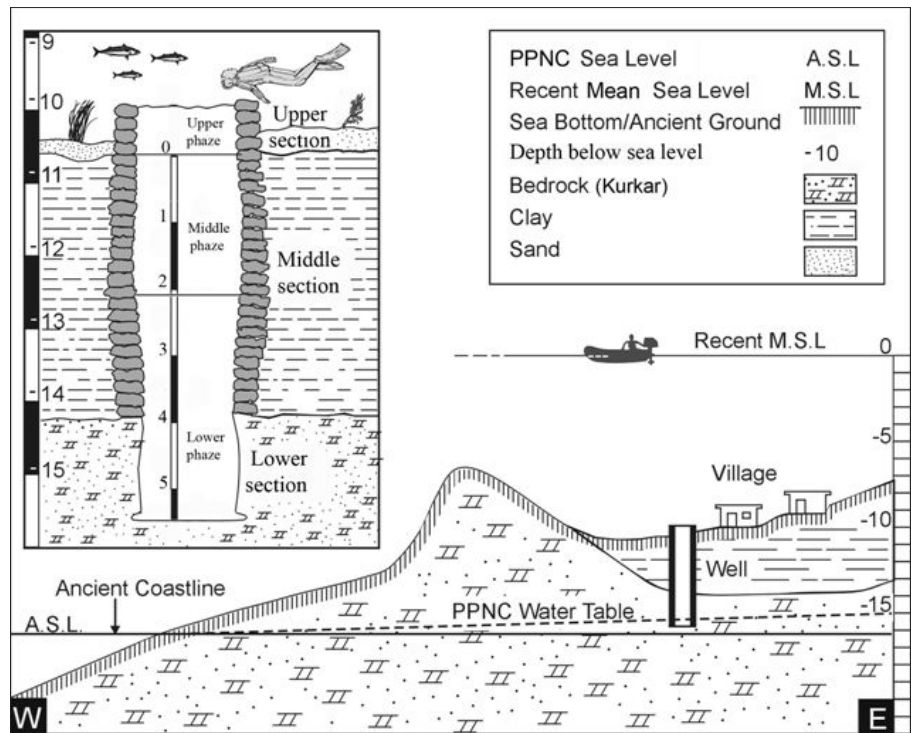 -9
-10
-11
-12
-13
-14
-15
Upper
phaze
Upper
section
0
1
Middle
phaze
2
Middle
section
3
4
Lower
phaze
Lower
section
5
PPNC Sea Level A.S.L
Recent Mean Sea Level M.S.L
Sea Bottom/Ancient Ground
Depth below sea level -10
Bedrock (Kurkar)
Clay
Sand
Recent M.S.L 0
-5
Village
-10
Well
Ancient Coastline
PPNC Water Table -15
A.S.L.
W E